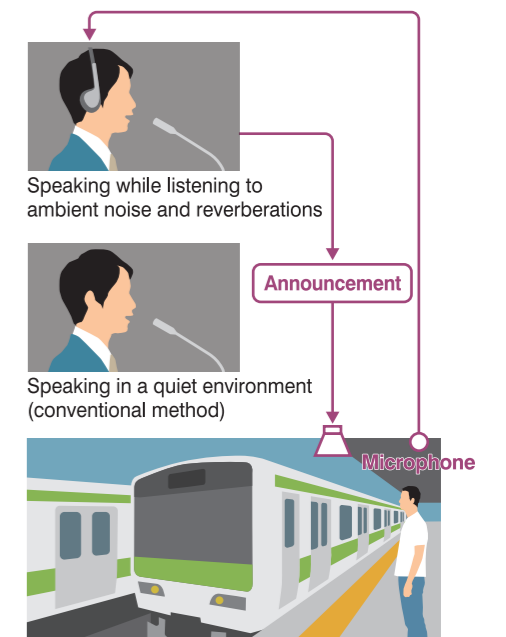 Speaking while listening to
ambient noise and reverberations
Announcement
Speaking in a quiet environment
(conventional method)
Microphone